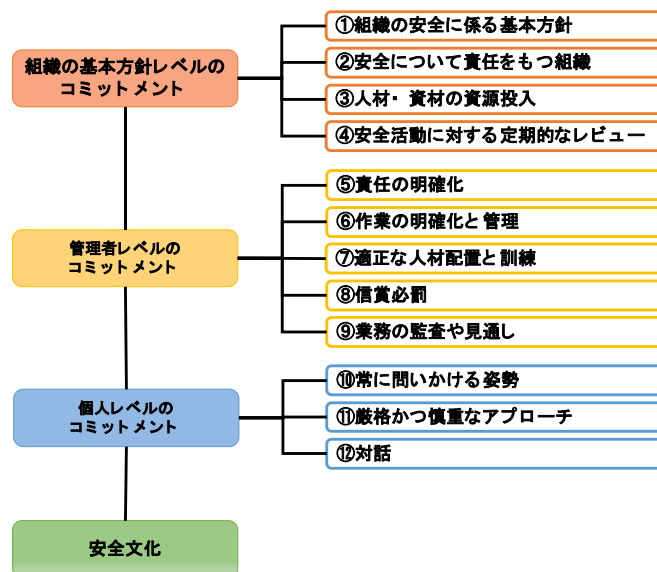 組織の基本方針レベルの
コミットメント
①組織の安全に係る基本方針
②安全について責任をもつ組織
③人材・資材の資源投入
④安全活動に対する定期的なレビュー
管理者レベルの
コミットメント
⑤責任の明確化
⑥作業の明確化と管理
⑦適正な人材配置と訓練
⑧信賞必罰
⑨業務の監査や見通し
個人レベルの
コミットメント
⑩常に問いかける姿勢
⑪厳格かつ慎重なアプローチ
⑫対話
安全文化